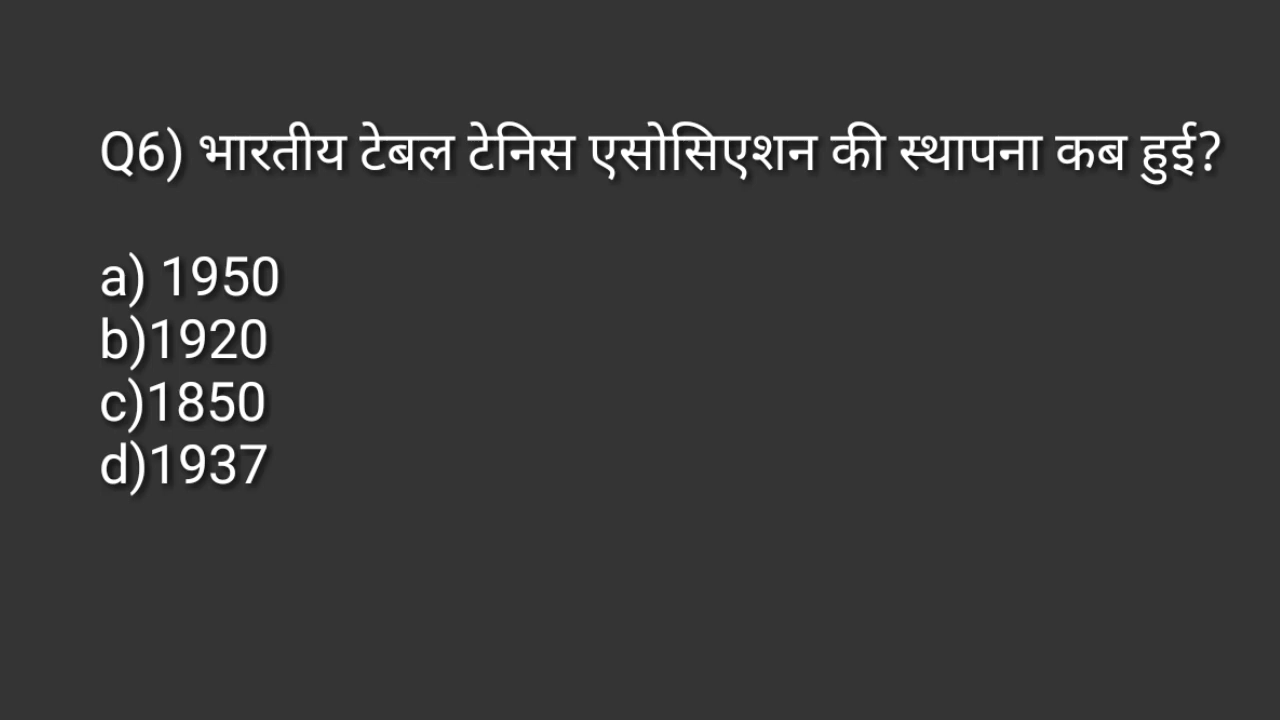 Q6) भारतीय टेबल टेनिस एसोसिएशन की स्थापना कब हुई?
a) 1950
b)1920
c)1850
d)1937